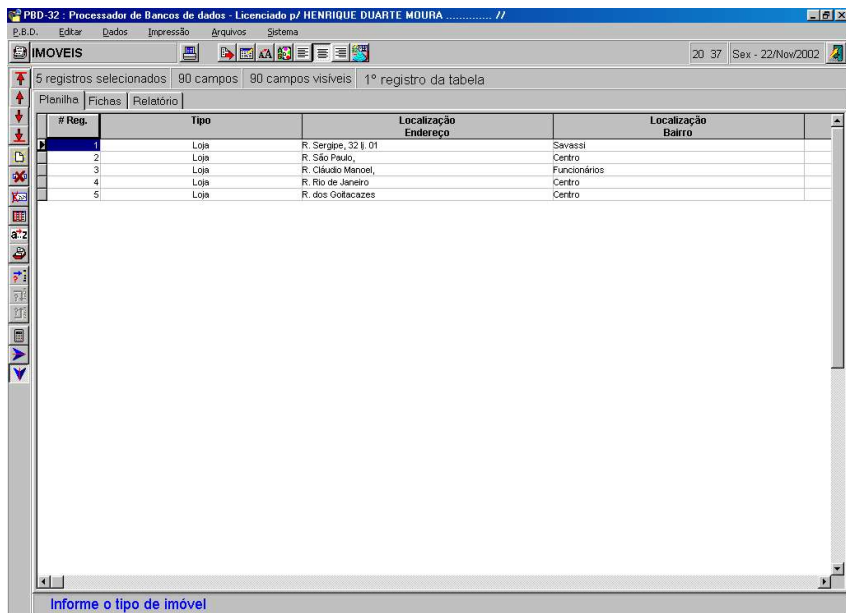 PBD-32 : Processador de Bancos de dados - Licenciado p/ HENRIQUE DUARTE MOURA .............. //
P.B.D. Editar Dados Impressão Arquivos Sistema
IMOVEIS 20 37 Sex - 22/Nov/2002
5 registros selecionados 90 campos 90 campos visíveis 1º registro da tabela
Planilha Fichas Relatório
# Reg. Tipo Localização Endereço Localização Bairro
1 Loja R. Sergipe, 32 lj. 01 Savassi
2 Loja R. São Paulo, Centro
3 Loja R. Cláudio Manoel, Funcionários
4 Loja R. Rio de Janeiro Centro
5 Loja R. dos Goitacazes Centro
Informe o tipo de imóvel